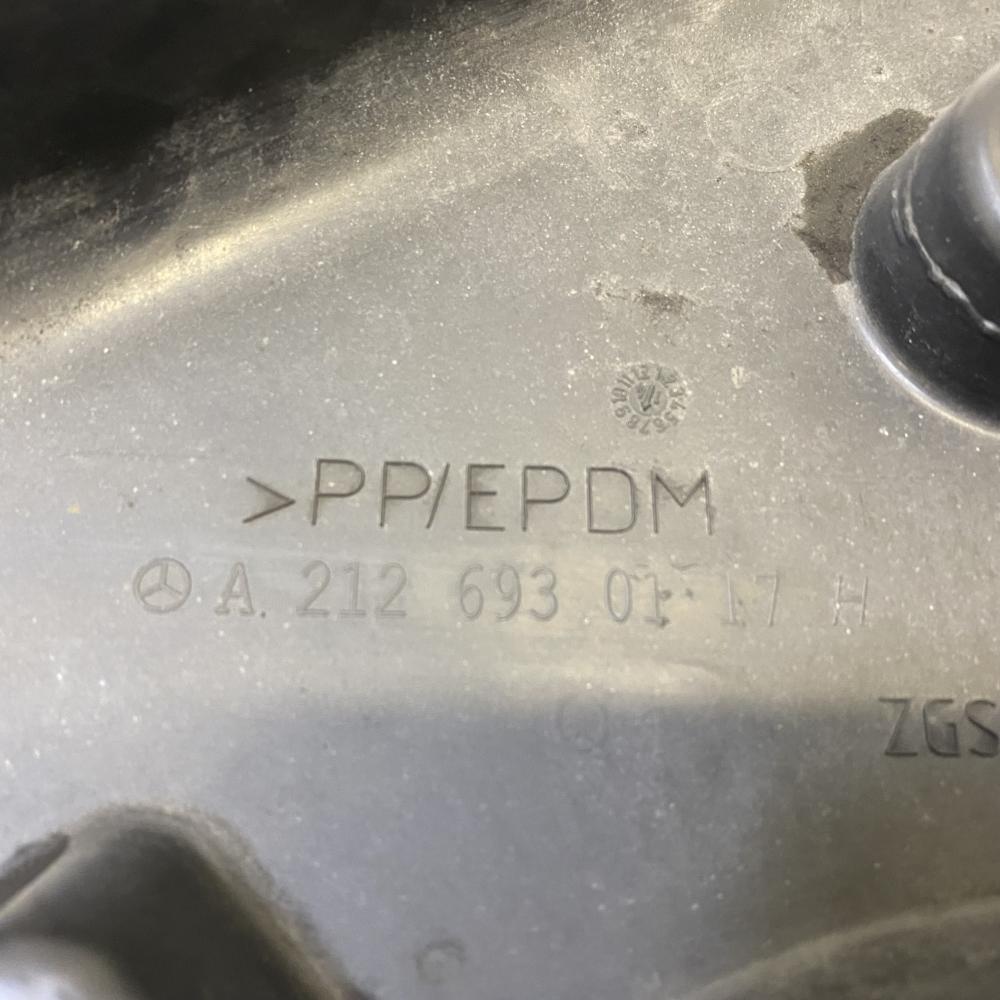 >PP/EPDM
A. 212 693 01 17 H
ZGS